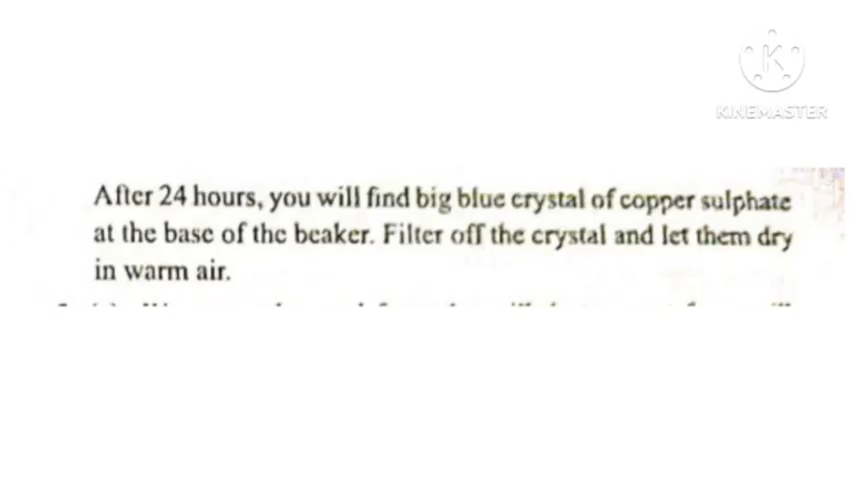 KINEMASTER
After 24 hours, you will find big blue crystal of copper sulphate
at the base of the beaker. Filter off the crystal and let them dry
in warm air.